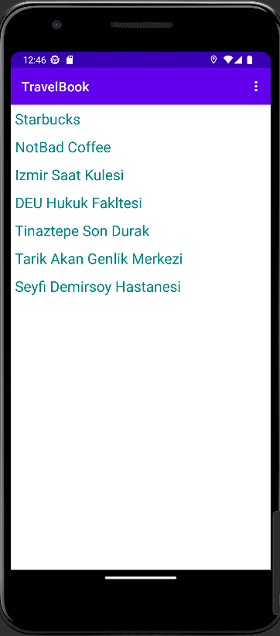 12:46
TravelBook
Starbucks
NotBad Coffee
Izmir Saat Kulesi
DEU Hukuk Fakltesi
Tinaztepe Son Durak
Tarik Akan Genlik Merkezi
Seyfi Demirsoy Hastanesi